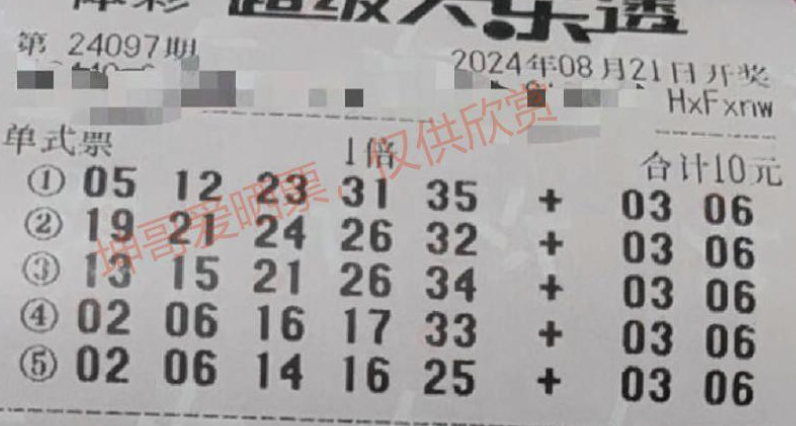 体彩 超级大乐透
第 24097期
2024年08月21日开奖
HxFxnw
单式票 1倍 合计10元
① 05 12 23 31 35 + 03 06
② 19 21 24 26 32 + 03 06
③ 13 15 21 26 34 + 03 06
④ 02 06 16 17 33 + 03 06
⑤ 02 06 14 16 25 + 03 06
坤哥爱晒票,仅供欣赏